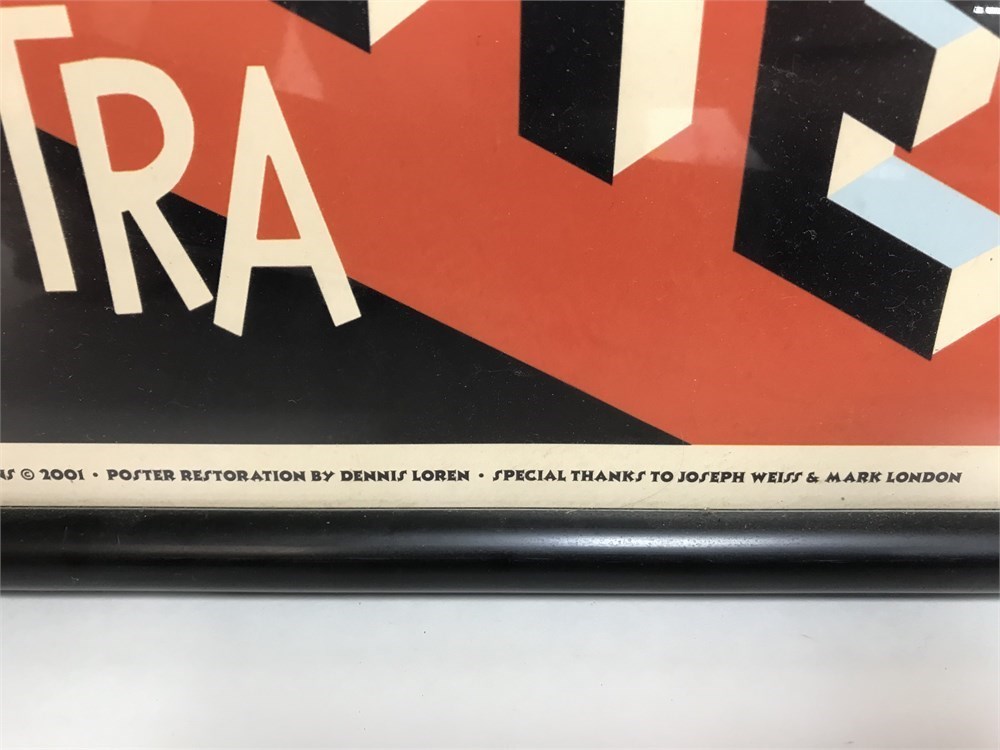 TRA
© 2001 • POSTER RESTORATION BY DENNIS LOREN • SPECIAL THANKS TO JOSEPH WEISS & MARK LONDON